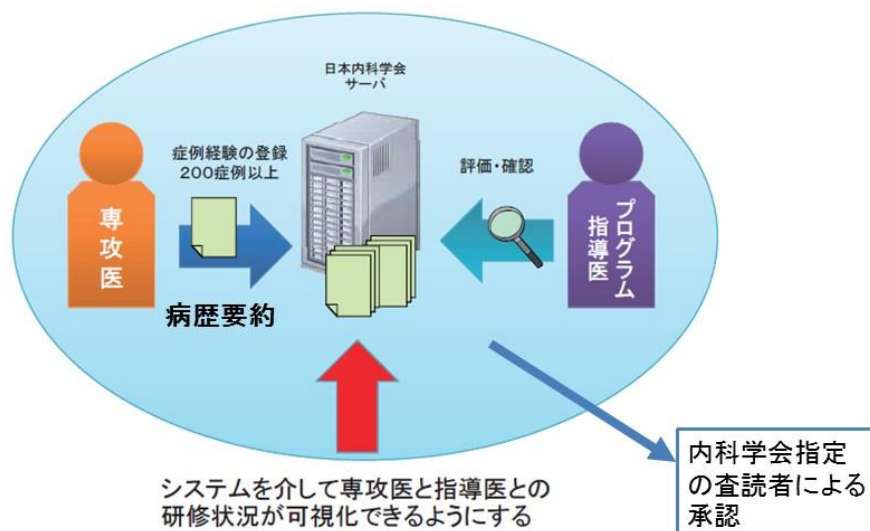 日本内科学会
サーバ
症例経験の登録
200症例以上
評価・確認
専攻医
プログラム
指導医
病歴要約
システムを介して専攻医と指導医との
研修状況が可視化できるようにする
内科学会指定
の査読者による
承認